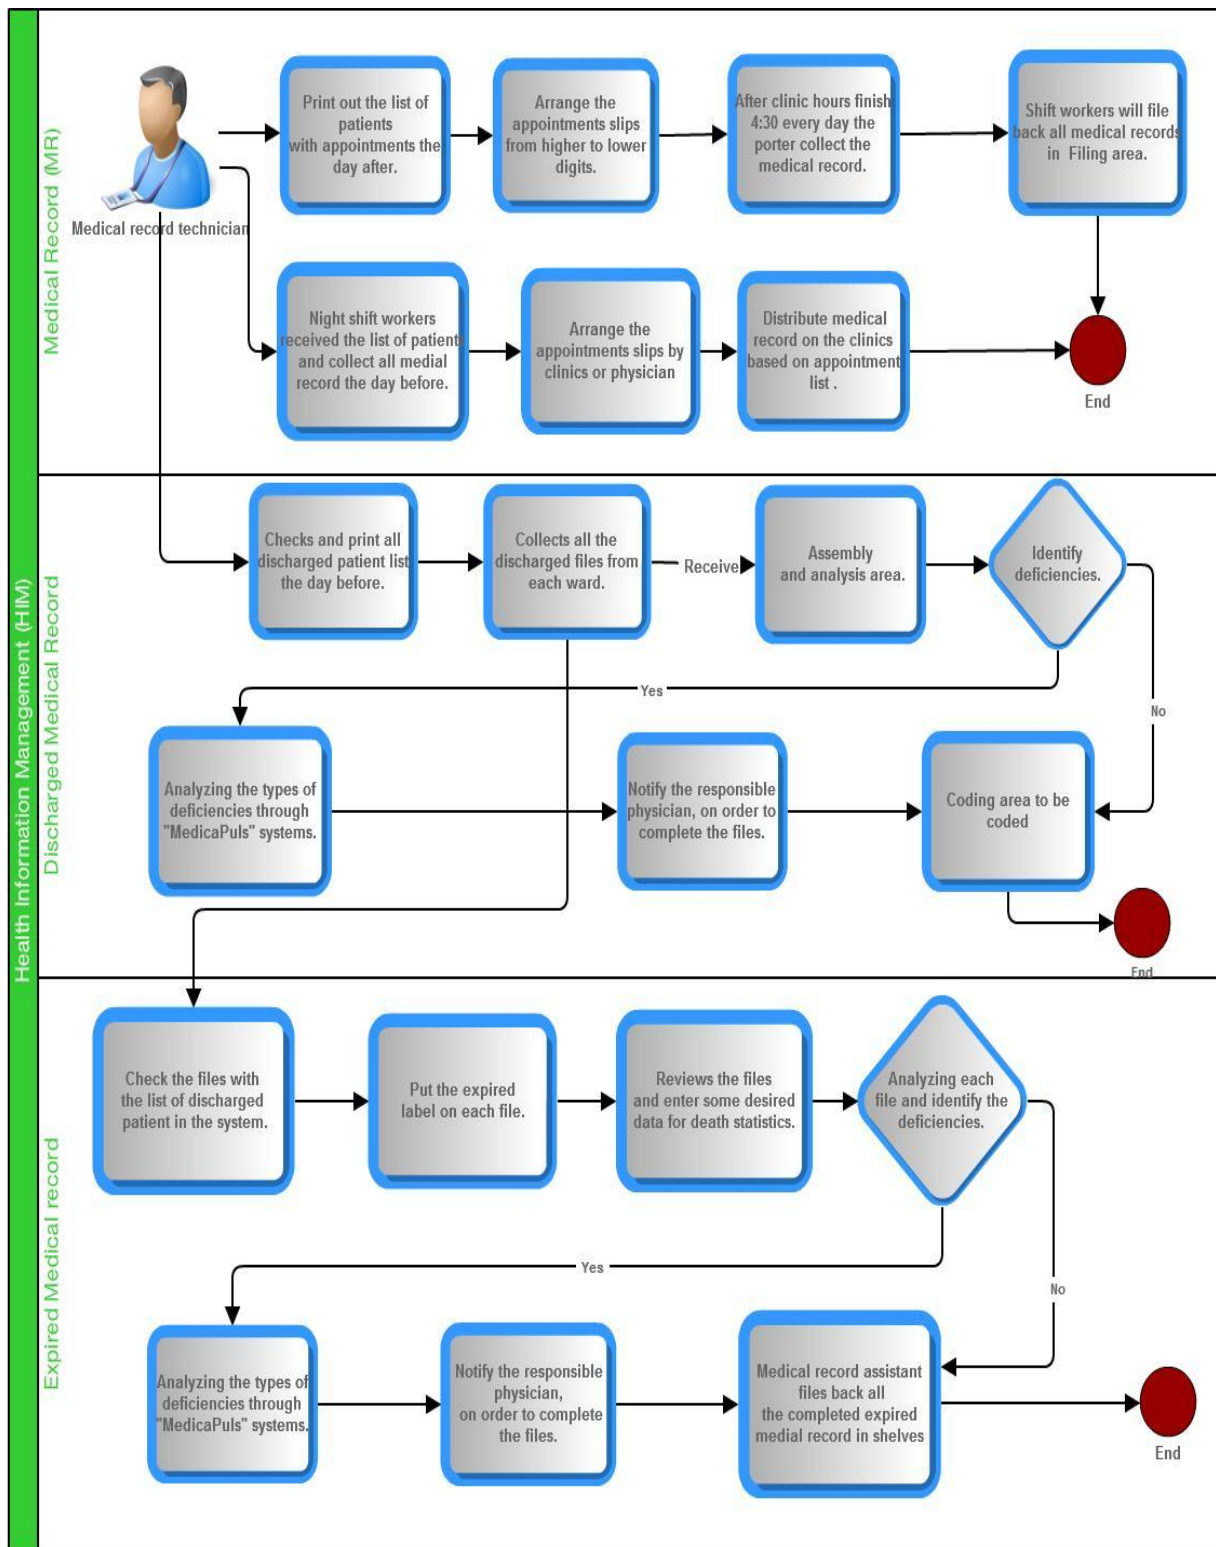 Health Information Management (HIM)
Medical Record (MR)
Medical record technician
Print out the list of
patients
with appointments the
day after.
Arrange the
appointments slips
from higher to lower
digits.
After clinic hours finish
4:30 every day the
porter collect the
medical record.
Shift workers will file
back all medical records
in Filing area.
Night shift workers
received the list of patient
and collect all medial
record the day before.
Arrange the
appointments slips by
clinics or physician
Distribute medical
record on the clinics
based on appointment
list .
End
Discharged Medical Record
Checks and print all
discharged patient list
the day before.
Collects all the
discharged files from
each ward.
Receive
Assembly
and analysis area.
Identify
deficiencies.
Yes
No
Analyzing the types of
deficiencies through
"MedicaPuls" systems.
Notify the responsible
physician, on order to
complete the files.
Coding area to be
coded
End
Expired Medical record
Check the files with
the list of discharged
patient in the system.
Put the expired
label on each file.
Reviews the files
and enter some desired
data for death statistics.
Analyzing each
file and identify the
deficiencies.
Yes
No
Analyzing the types of
deficiencies through
"MedicaPuls" systems.
Notify the responsible
physician,
on order to complete
the files.
Medical record assistant
files back all
the completed expired
medial record in shelves
End